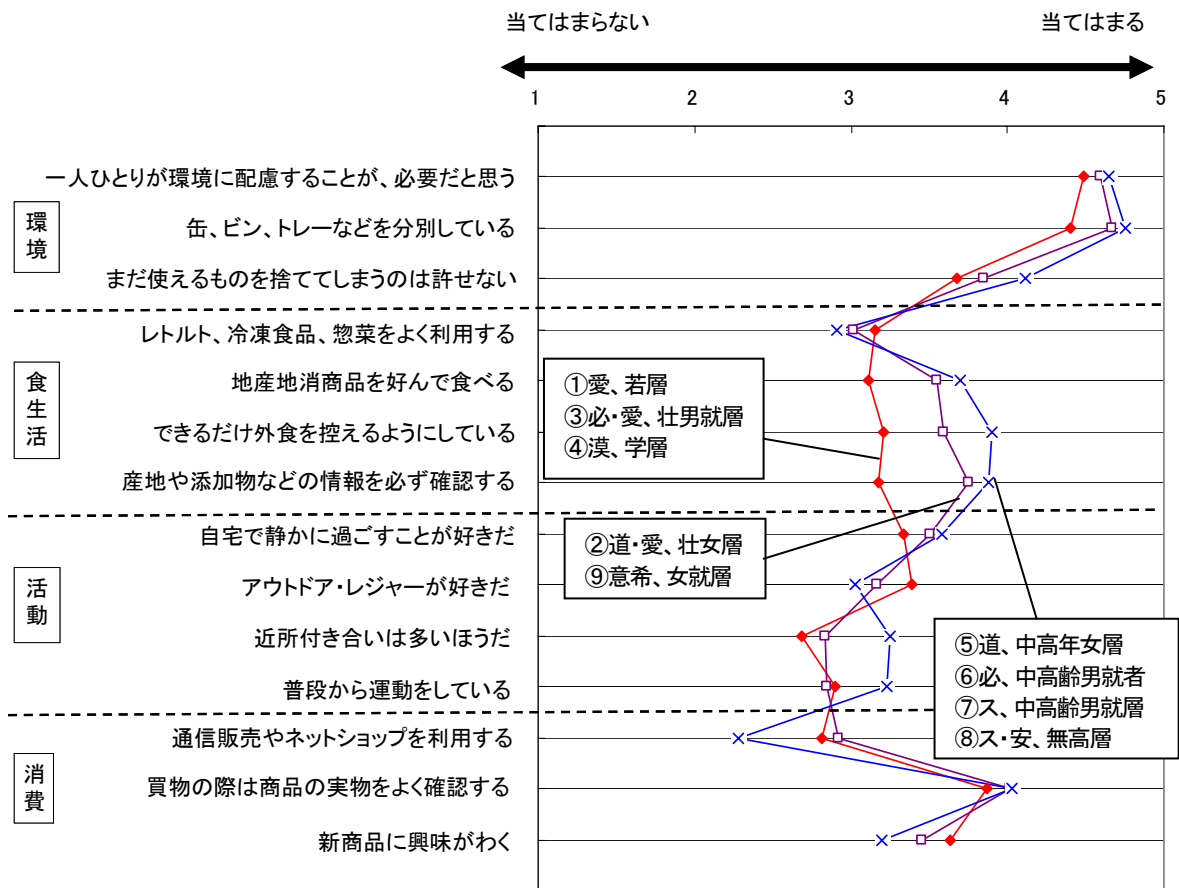 当てはまらない
当てはまる
1 2 3 4 5
環境
一人ひとりが環境に配慮することが、必要だと思う
缶、ビン、トレーなどを分別している
まだ使えるものを捨ててしまうのは許せない
食生活
レトルト、冷凍食品、惣菜をよく利用する
地産地消商品を好んで食べる
できるだけ外食を控えるようにしている
産地や添加物などの情報を必ず確認する
活動
自宅で静かに過ごすことが好きだ
アウトドア・レジャーが好きだ
近所付き合いは多いほうだ
普段から運動をしている
消費
通信販売やネットショップを利用する
買物の際は商品の実物をよく確認する
新商品に興味がわく
①愛、若層
③必・愛、壮男就層
④漠、学層
②道・愛、壮女層
⑨意希、女就層
⑤道、中高年女層
⑥必、中高齢男就者
⑦ス、中高齢男就層
⑧ス・安、無高層